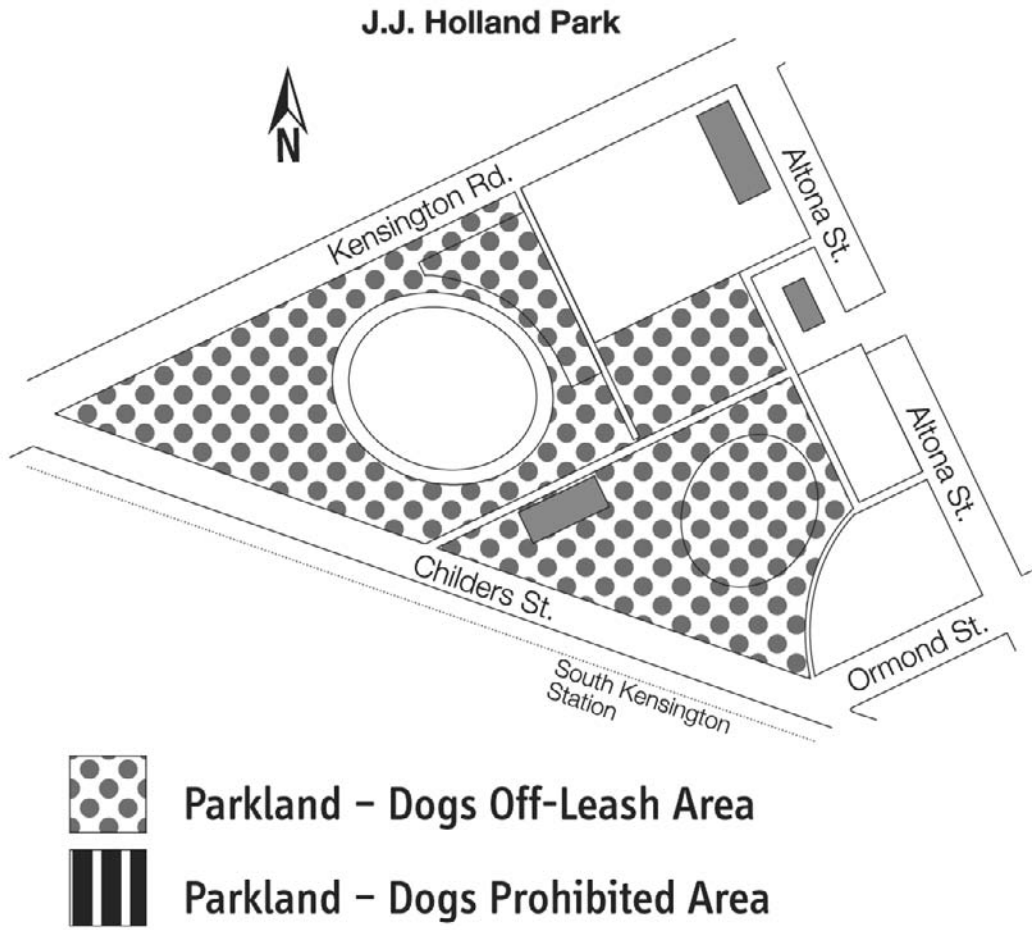 J.J. Holland Park
N
Kensington Rd.
Altona St.
Altona St.
Childers St.
Ormond St.
South Kensington
Station
Parkland – Dogs Off-Leash Area
Parkland – Dogs Prohibited Area